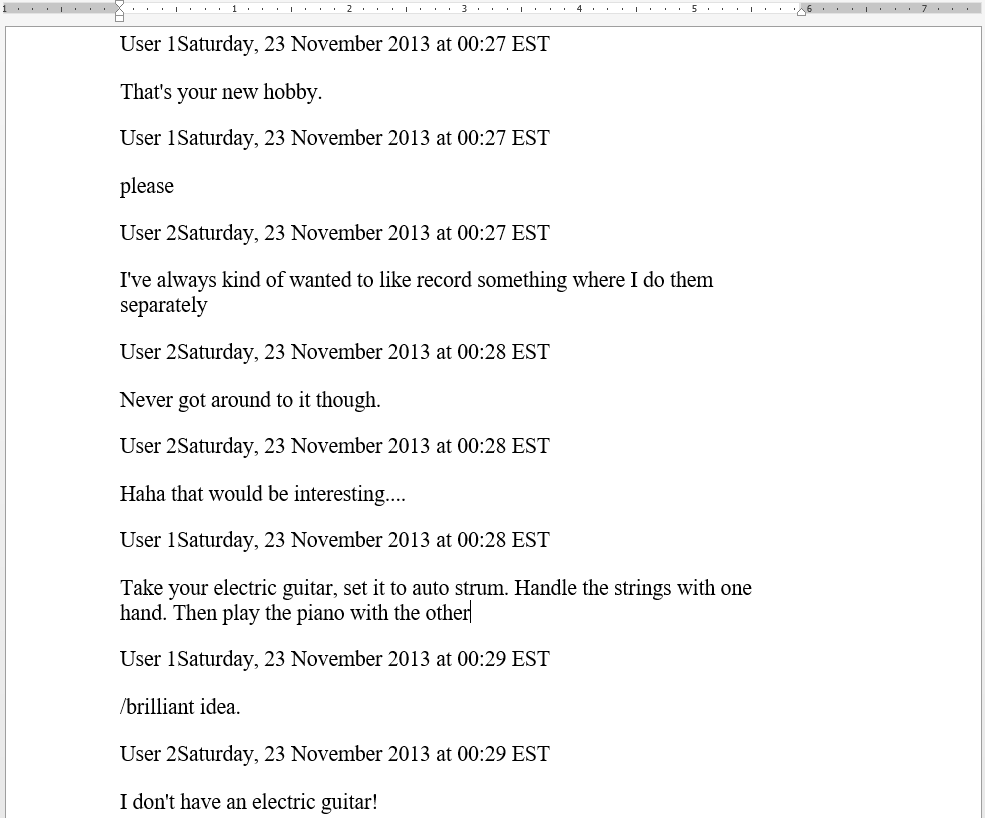 1 1 2 3 4 5 6 7
User 1Saturday, 23 November 2013 at 00:27 EST
That's your new hobby.
User 1Saturday, 23 November 2013 at 00:27 EST
please
User 2Saturday, 23 November 2013 at 00:27 EST
I've always kind of wanted to like record something where I do them
separately
User 2Saturday, 23 November 2013 at 00:28 EST
Never got around to it though.
User 2Saturday, 23 November 2013 at 00:28 EST
Haha that would be interesting....
User 1Saturday, 23 November 2013 at 00:28 EST
Take your electric guitar, set it to auto strum. Handle the strings with one
hand. Then play the piano with the other
User 1Saturday, 23 November 2013 at 00:29 EST
/brilliant idea.
User 2Saturday, 23 November 2013 at 00:29 EST
I don't have an electric guitar!